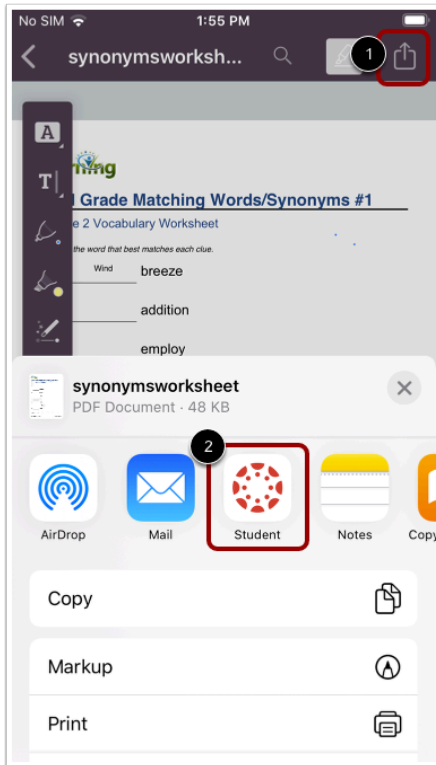 No SIM 1:55 PM
synonymsworksh... 1
A
T
rning
Grade Matching Words/Synonyms #1
e 2 Vocabulary Worksheet
the word that best matches each clue.
Wind breeze
addition
employ
synonymsworksheet
PDF Document · 48 KB
2
AirDrop Mail Student Notes Copy
Copy
Markup
Print